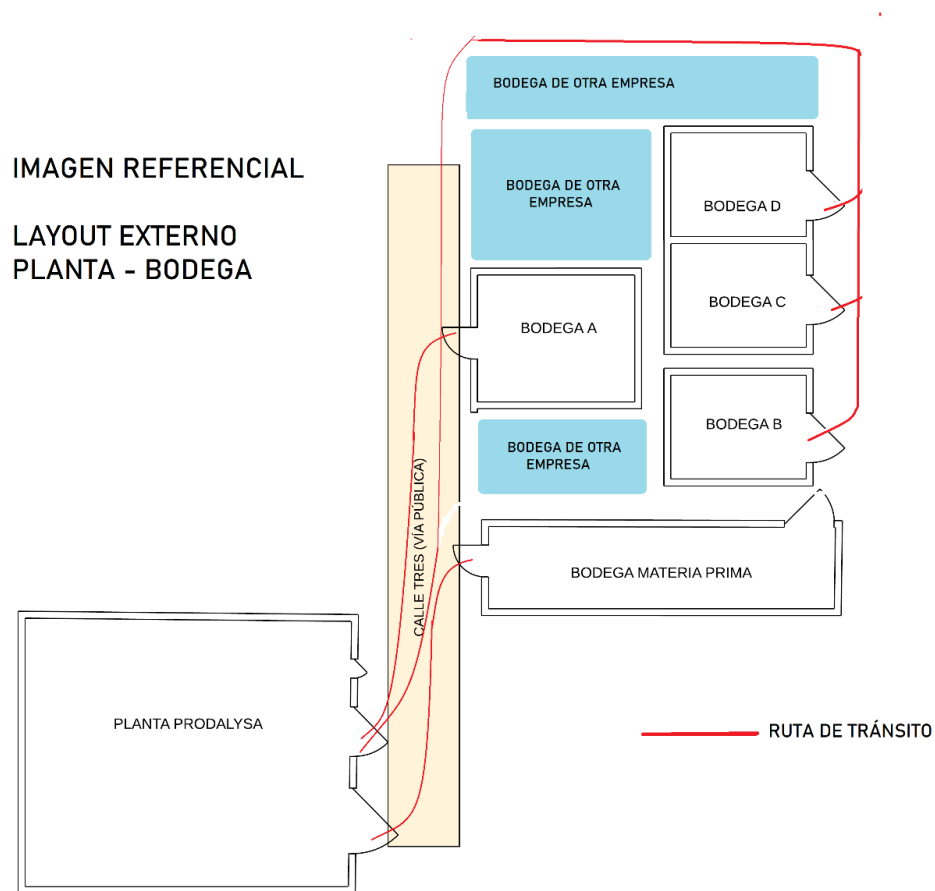 BODEGA DE OTRA EMPRESA
IMAGEN REFERENCIAL
LAYOUT EXTERNO
PLANTA - BODEGA
BODEGA DE OTRA
EMPRESA
BODEGA D
BODEGA C
BODEGA A
BODEGA B
BODEGA DE OTRA
EMPRESA
CALLE TRES (VÍA PÚBLICA)
BODEGA MATERIA PRIMA
PLANTA PRODALYSA
RUTA DE TRÁNSITO